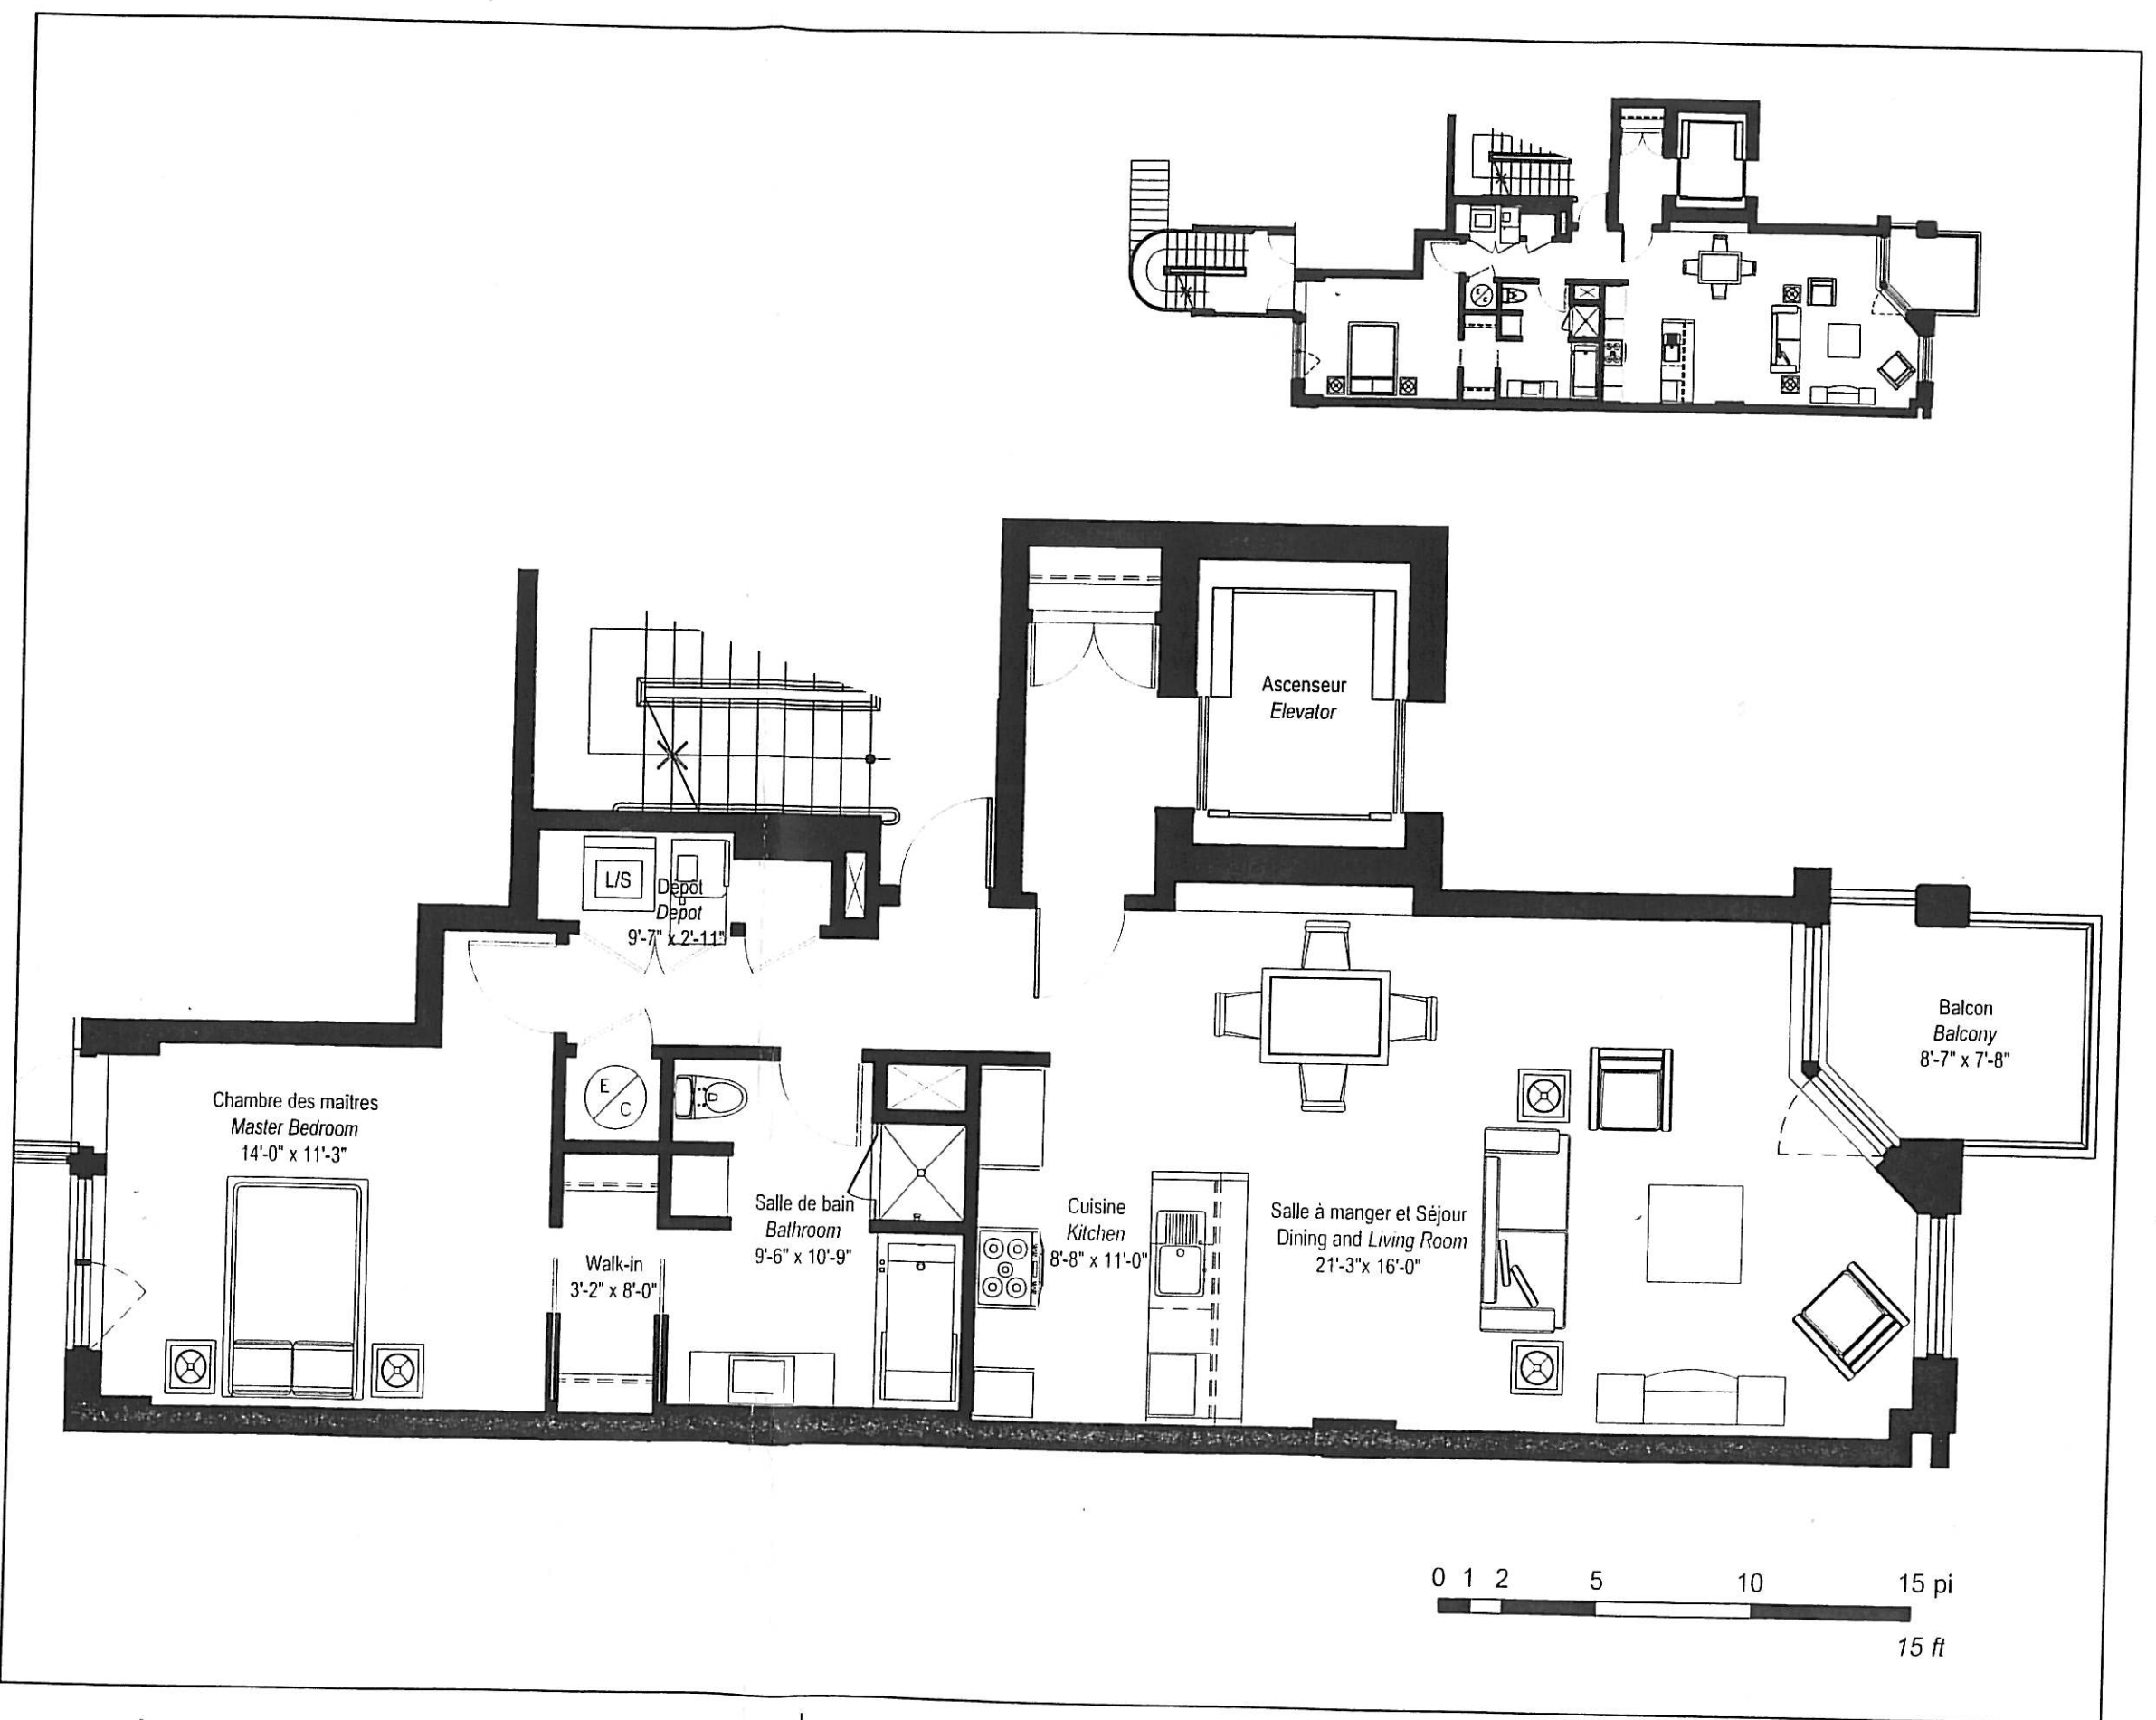 Ascenseur
Elevator
L/S
Depot
Depot
9'-7" x 2'-11"
Balcon
Balcony
8'-7" x 7'-8"
E
C
Chambre des maîtres
Master Bedroom
14'-0" x 11'-3"
Salle de bain
Bathroom
9'-6" x 10'-9"
Walk-in
3'-2" x 8'-0"
Cuisine
Kitchen
8'-8" x 11'-0"
Salle à manger et Séjour
Dining and Living Room
21'-3"x 16'-0"
0 1 2 5 10 15 pi
15 ft